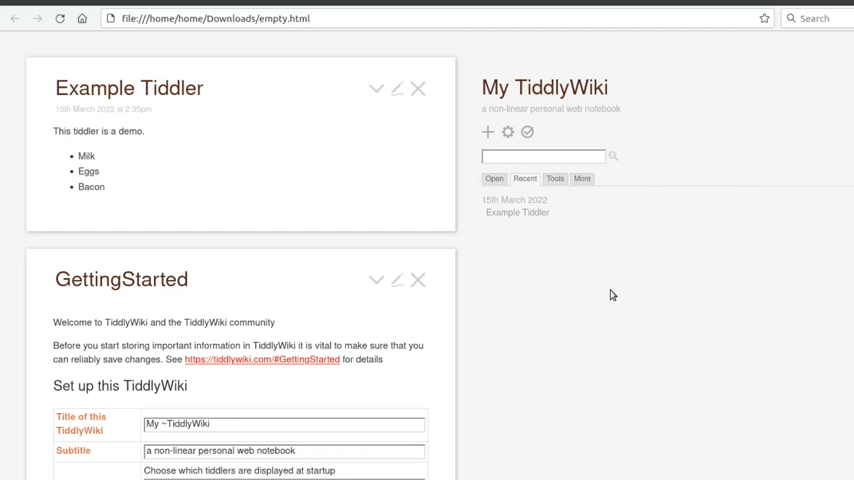 file:///home/home/Downloads/empty.html
Search
Example Tiddler
15th March 2022 at 2:35pm
This tiddler is a demo.
Milk
Eggs
Bacon
GettingStarted
Welcome to TiddlyWiki and the TiddlyWiki community
Before you start storing important information in TiddlyWiki it is vital to make sure that you
can reliably save changes. See https://tiddlywiki.com/#GettingStarted for details
Set up this TiddlyWiki
Title of this
TiddlyWiki
My ~TiddlyWiki
Subtitle
a non-linear personal web notebook
Choose which tiddlers are displayed at startup
My TiddlyWiki
a non-linear personal web notebook
Open Recent Tools More
15th March 2022
Example Tiddler